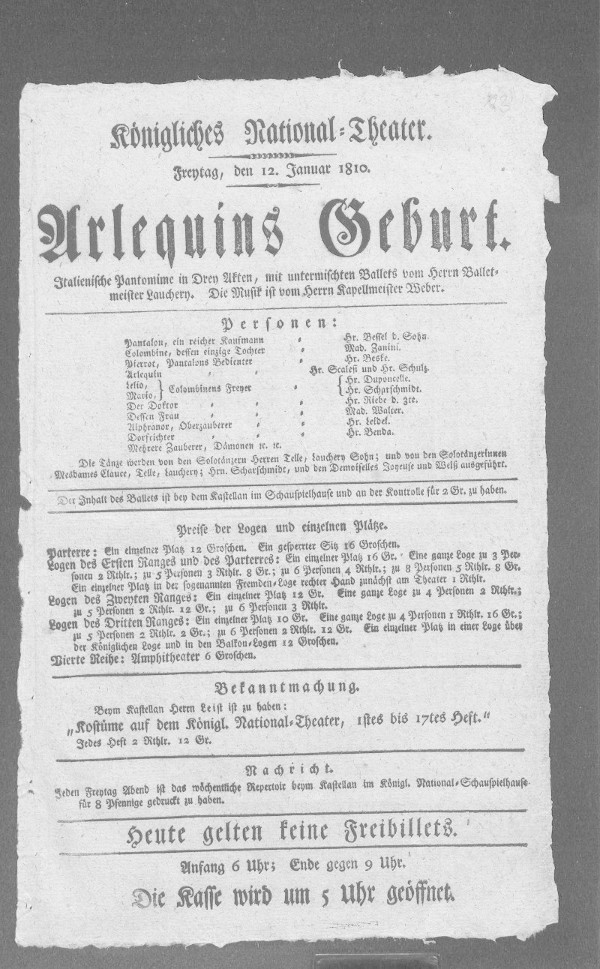 Königliches National-Theater.
Freytag, den 12. Januar 1810.
Arlequins Geburt.
Italienische Pantomime in Drey Akten, mit untermischten Ballets vom Herrn Ballet-
meister Lauchery. Die Musik ist vom Herrn Kapellmeister Weber.
Personen:
Pantalon, ein reicher Kaufmann Hr. Bessel d. Sohn.
Colombine, dessen einzige Tochter Mad. Zanini.
Pierrot, Pantalons Bedienter Hr. Beske.
Arlequin Hr. Scalesi und Hr. Schulz.
Lelio, } Colombinens Freyer { Hr. Dupontelle.
Mario, } { Hr. Scharschmidt.
Der Doktor Hr. Riebe d. 3te.
Dessen Frau Mad. Walter.
Alphranor, Oberzauberer Hr. Leidel.
Dorfrichter Hr. Benda.
Mehrere Zauberer, Dämonen ꝛc. ꝛc.
Die Tänze werden von den Solotänzern Herren Telle, Lauchery Sohn; und von den Solotänzerinnen
Mesdames Clauce, Telle, Lauchery; Hrn. Scharschmidt, und den Demoiselles Joyeuse und Weiß ausgeführt.
Der Inhalt des Ballets ist bey dem Kastellan im Schauspielhause und an der Kontrolle für 2 Gr. zu haben.
Preise der Logen und einzelnen Plätze.
Parterre: Ein einzelner Platz 12 Groschen. Ein gesperrter Sitz 16 Groschen.
Logen des Ersten Ranges und des Parterres: Ein einzelner Platz 16 Gr. Eine ganze Loge zu 3 Per-
sonen 2 Rthlr.; zu 5 Personen 3 Rthlr. 8 Gr.; zu 6 Personen 4 Rthlr.; zu 8 Personen 5 Rthlr. 8 Gr.
Ein einzelner Platz in der sogenannten Fremden-Loge rechter Hand zunächst am Theater 1 Rthlr.
Logen des Zweyten Ranges: Ein einzelner Platz 12 Gr. Eine ganze Loge zu 4 Personen 2 Rthlr.;
zu 5 Personen 2 Rthlr. 12 Gr.; zu 6 Personen 3 Rthlr.
Logen des Dritten Ranges: Ein einzelner Platz 10 Gr. Eine ganze Loge zu 4 Personen 1 Rthlr. 16 Gr.;
zu 5 Personen 2 Rthlr. 2 Gr.; zu 6 Personen 2 Rthlr. 12 Gr. Ein einzelner Platz in einer Loge über
der Königlichen Loge und in den Balkon-Logen 12 Groschen.
Vierte Reihe: Amphitheater 6 Groschen.
Bekanntmachung.
Beym Kastellan Herrn Leist ist zu haben:
„Kostüme auf dem Königl. National-Theater, 1stes bis 17tes Heft.“
Jedes Heft 2 Rthlr. 12 Gr.
Nachricht.
Jeden Freytag Abend ist das wöchentliche Repertoir beym Kastellan im Königl. National-Schauspielhause
für 8 Pfennige gedruckt zu haben.
Heute gelten keine Freibillets.
Anfang 6 Uhr; Ende gegen 9 Uhr.
Die Kasse wird um 5 Uhr geöffnet.